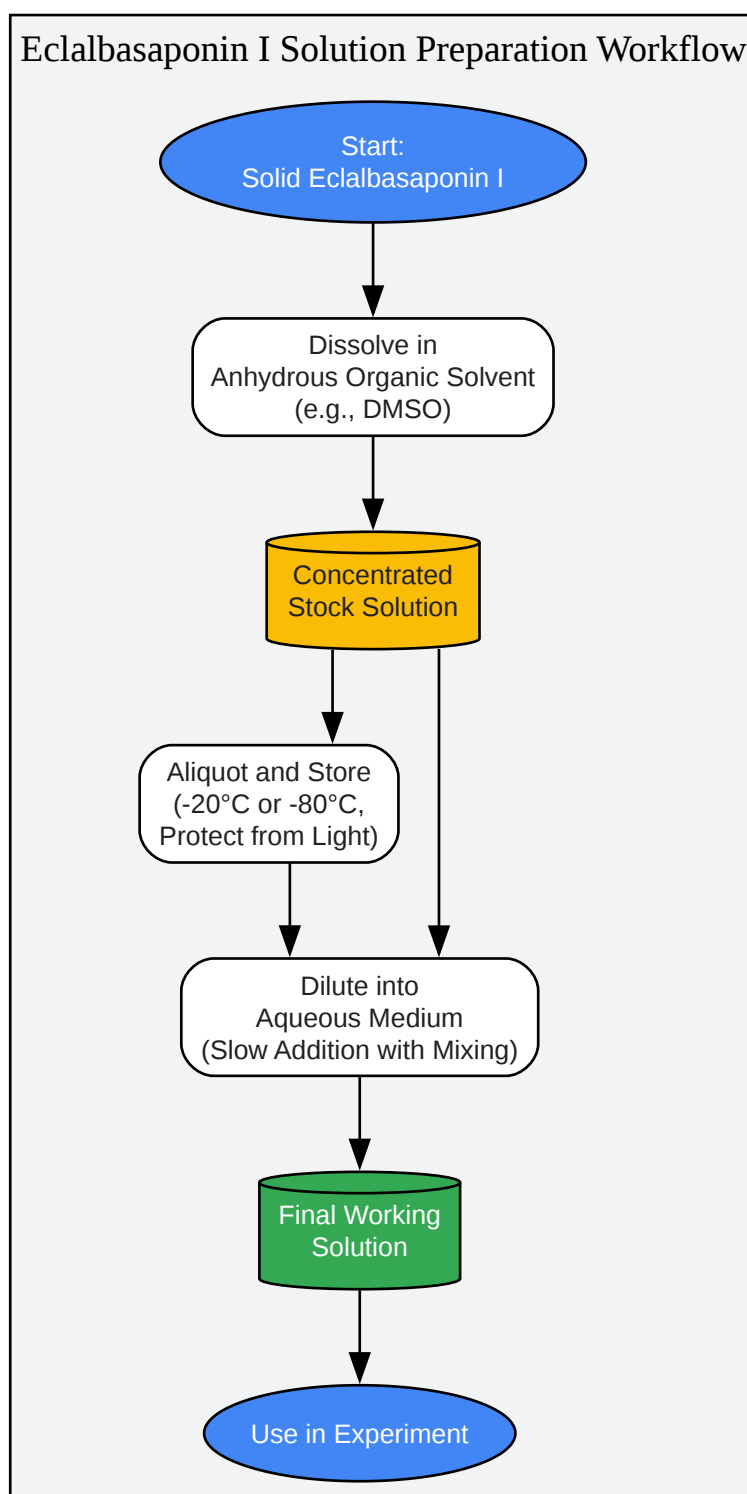 Eclalbasaponin I Solution Preparation Workflow
Start:
Solid Eclalbasaponin I
Dissolve in
Anhydrous Organic Solvent
(e.g., DMSO)
Concentrated
Stock Solution
Aliquot and Store
(-20°C or -80°C,
Protect from Light)
Dilute into
Aqueous Medium
(Slow Addition with Mixing)
Final Working
Solution
Use in Experiment